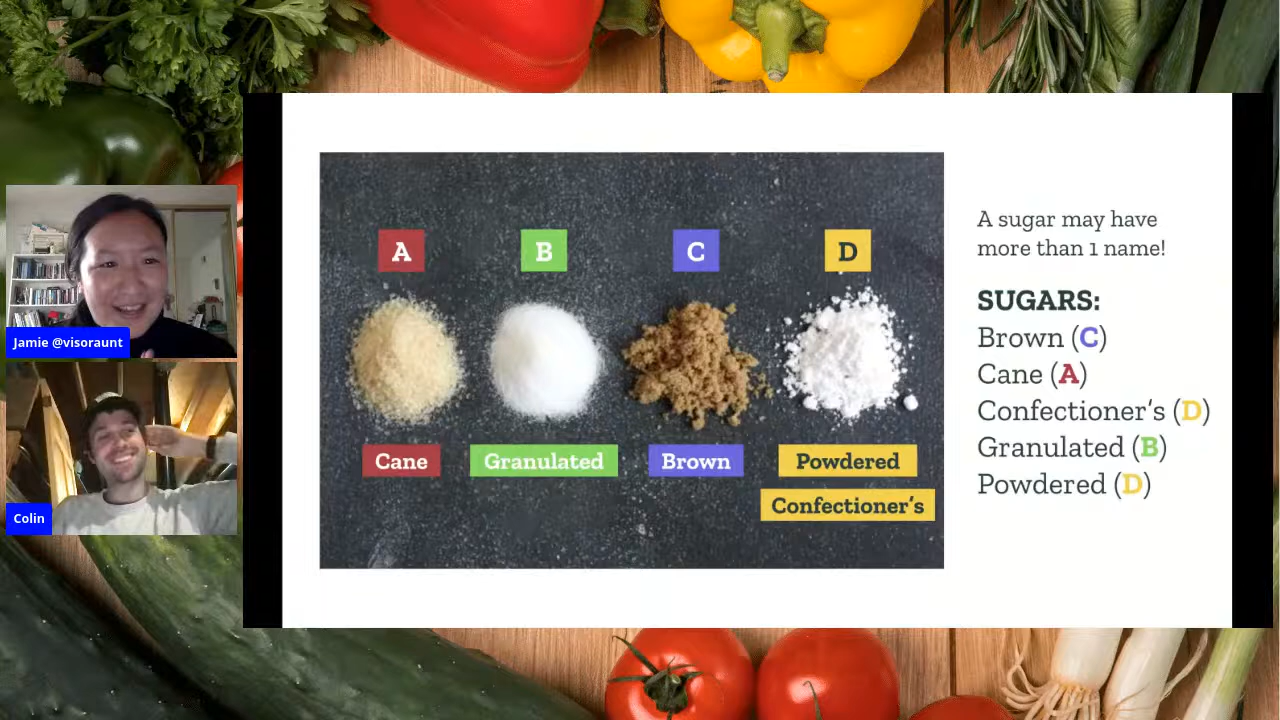 Jamie @visoraunt
Colin
A
B
C
D
Cane
Granulated
Brown
Powdered
Confectioner's
A sugar may have
more than 1 name!
SUGARS:
Brown (C)
Cane (A)
Confectioner's (D)
Granulated (B)
Powdered (D)